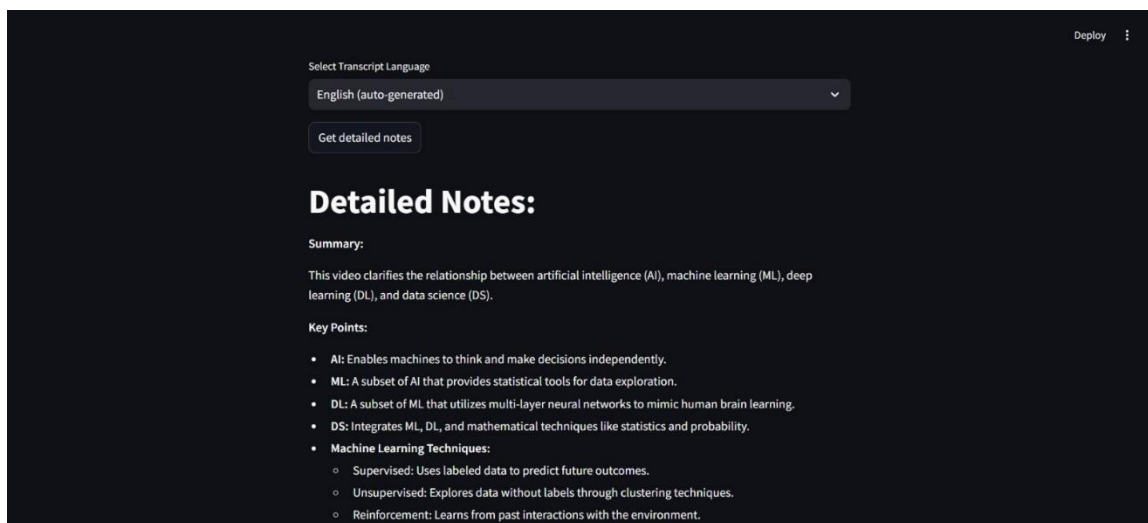 Deploy
Select Transcript Language
English (auto-generated)
Get detailed notes
Detailed Notes:
Summary:
This video clarifies the relationship between artificial intelligence (AI), machine learning (ML), deep
learning (DL), and data science (DS).
Key Points:
• AI: Enables machines to think and make decisions independently.
• ML: A subset of AI that provides statistical tools for data exploration.
• DL: A subset of ML that utilizes multi-layer neural networks to mimic human brain learning.
• DS: Integrates ML, DL, and mathematical techniques like statistics and probability.
• Machine Learning Techniques:
◦ Supervised: Uses labeled data to predict future outcomes.
◦ Unsupervised: Explores data without labels through clustering techniques.
◦ Reinforcement: Learns from past interactions with the environment.